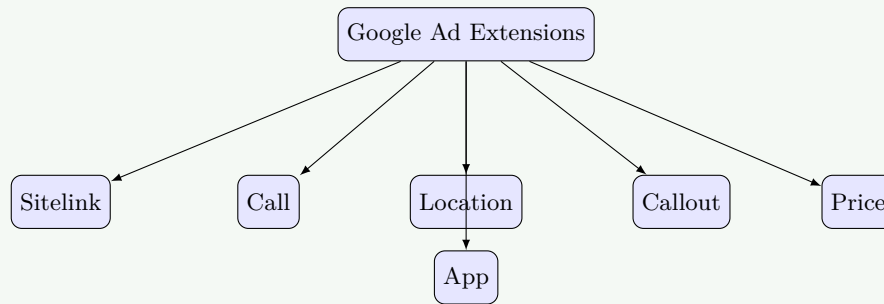 Google Ad Extensions
Sitelink
Call
Location
Callout
Price
App